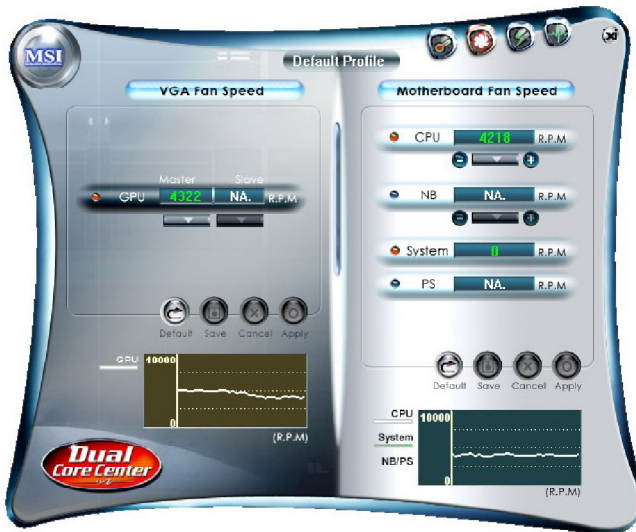 MSI
Default Profile
VGA Fan Speed
Master Slave
GPU 4322 NA. R.P.M
Default Save Cancel Apply
GPU 10000
0
(R.P.M)
Dual
Core Center
Motherboard Fan Speed
CPU 4218 R.P.M
NB NA. R.P.M
System 0 R.P.M
PS NA. R.P.M
Default Save Cancel Apply
CPU 10000
System
NB/PS
0
(R.P.M)